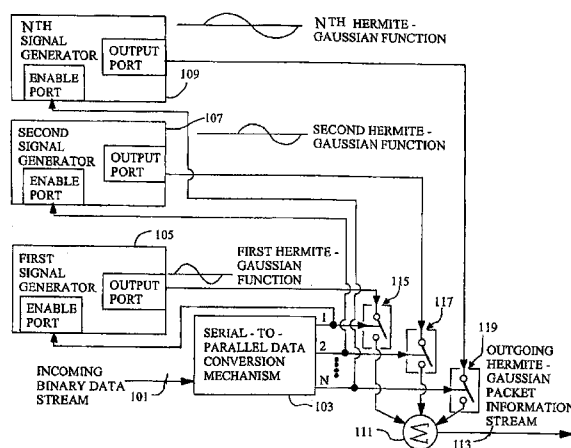 NTH
SIGNAL
GENERATOR
OUTPUT
PORT
ENABLE
PORT
109
NTH HERMITE-
GAUSSIAN
FUNCTION
107
SECOND
SIGNAL
GENERATOR
OUTPUT
PORT
ENABLE
PORT
SECOND HERMITE-
GAUSSIAN
FUNCTION
105
FIRST
SIGNAL
GENERATOR
OUTPUT
PORT
ENABLE
PORT
FIRST HERMITE-
GAUSSIAN
FUNCTION
115
117
119
SERIAL-TO-
PARALLEL DATA
CONVERSION
MECHANISM
1
2
N
103
INCOMING
BINARY DATA
STREAM
101
OUTGOING
HERMITE-
GAUSSIAN
PACKET
INFORMATION
STREAM
113
Σ
111